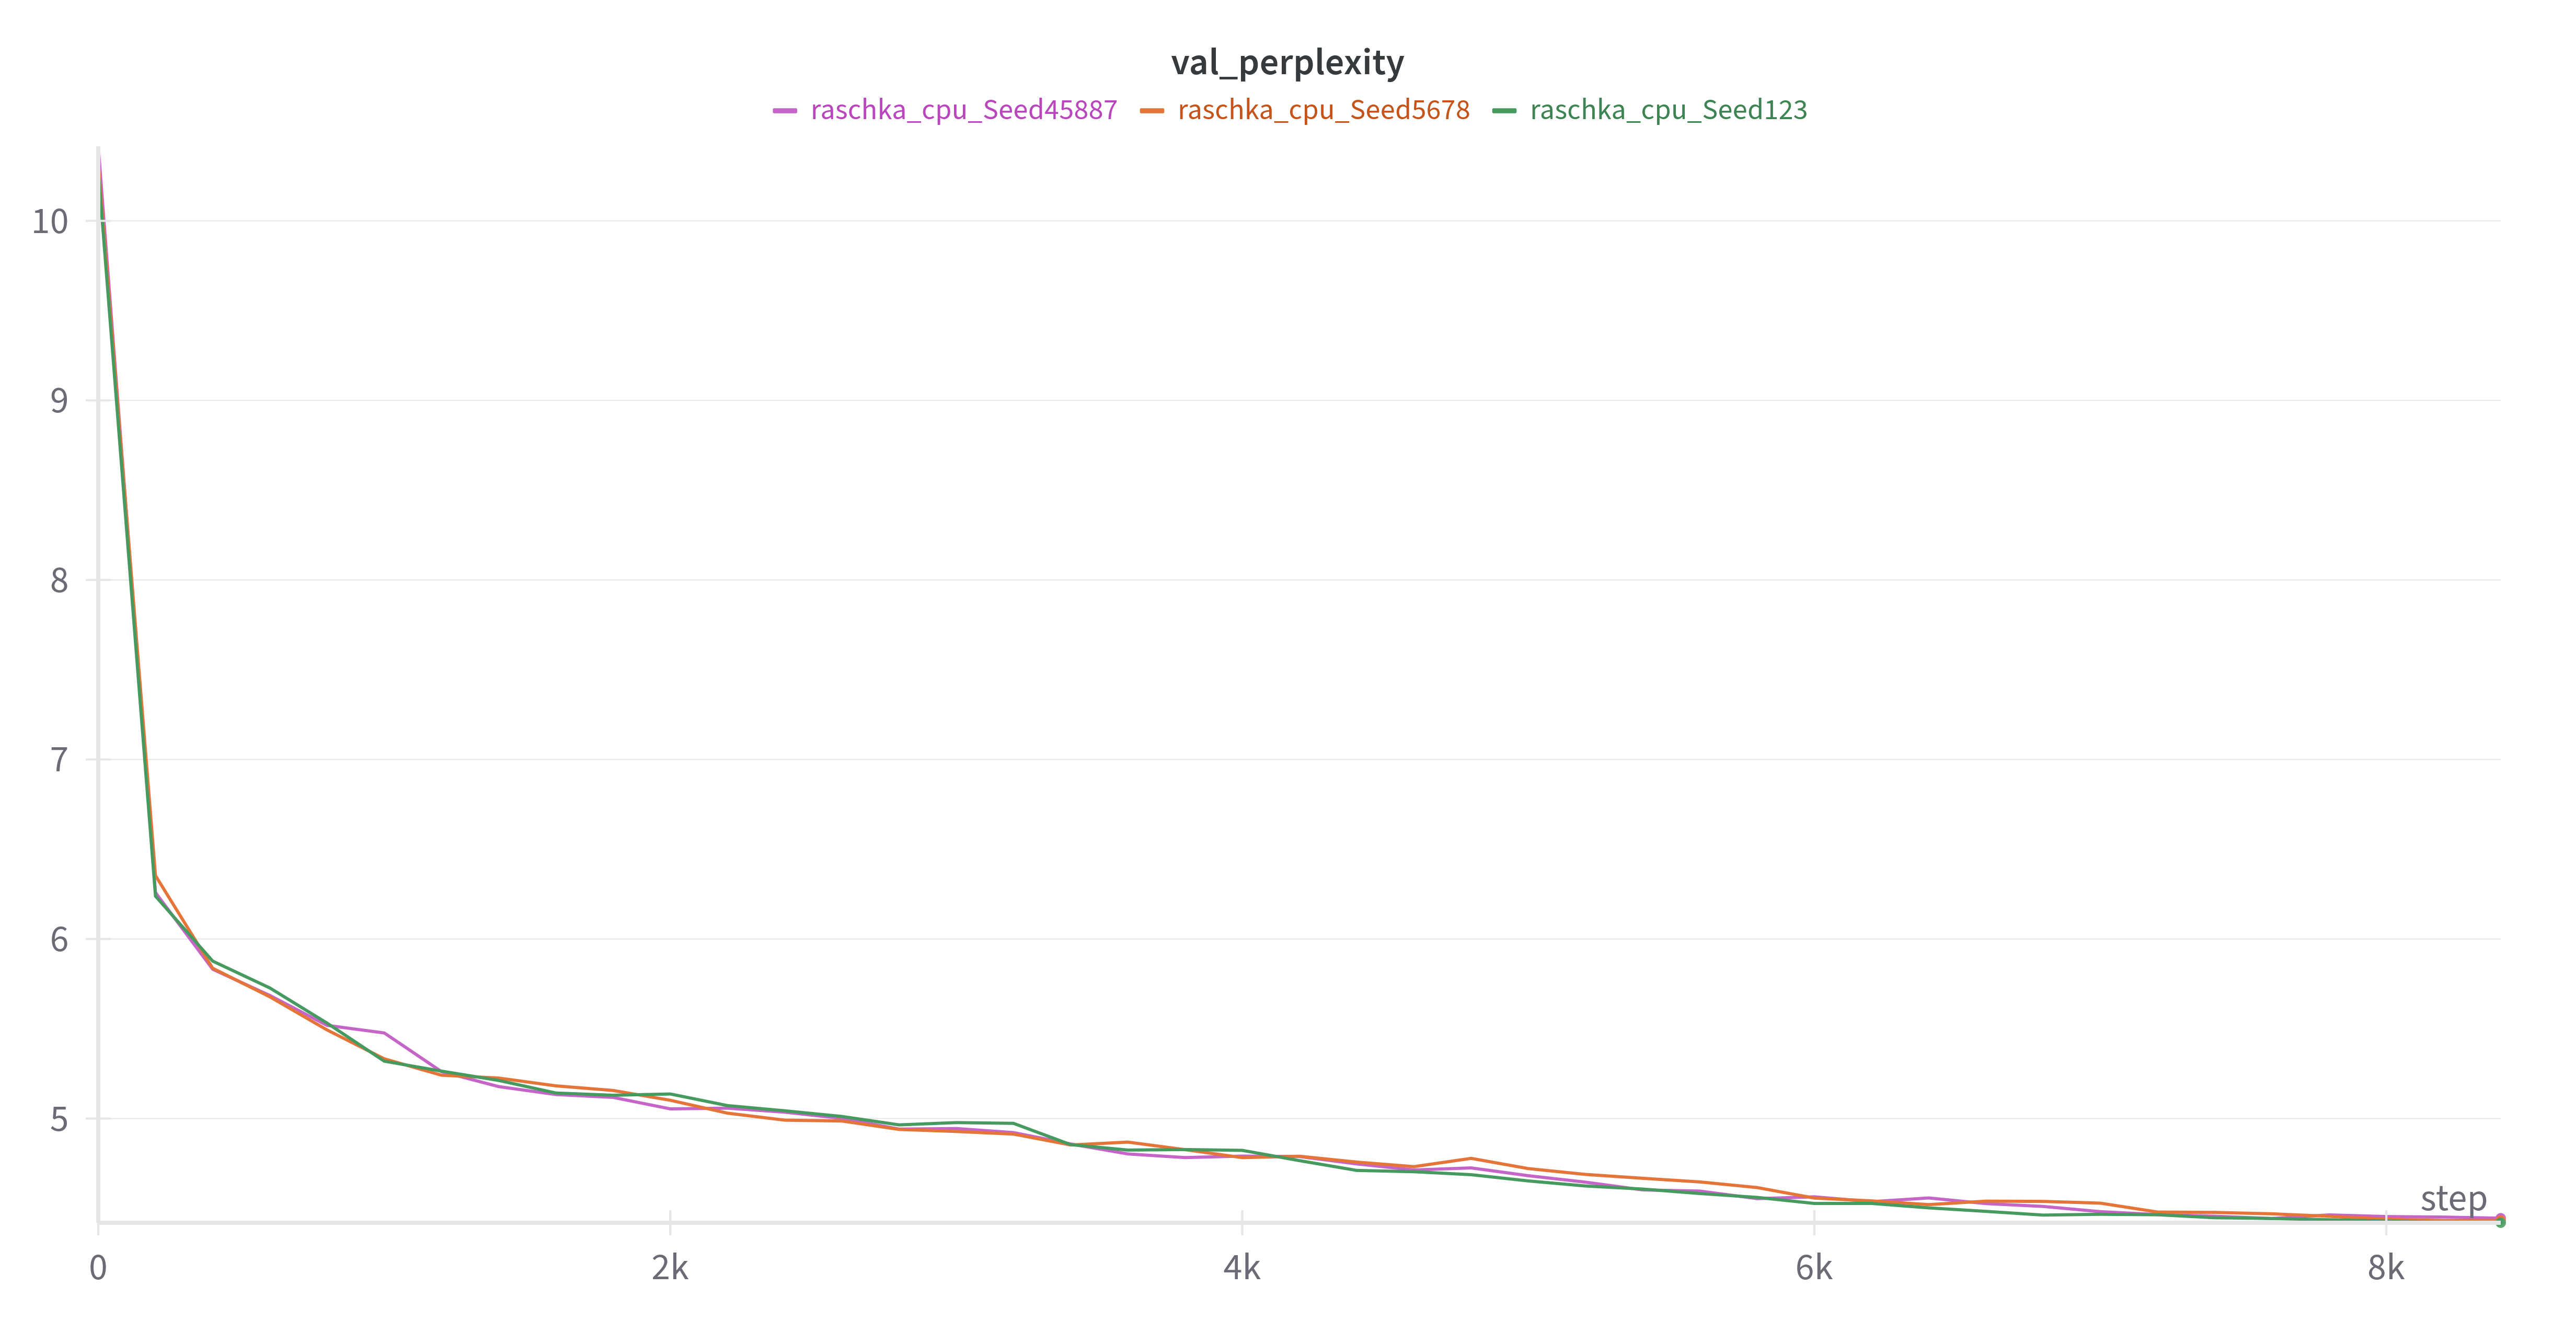 val_perplexity
raschka_cpu_Seed45887 raschka_cpu_Seed5678 raschka_cpu_Seed123
10
9
8
7
6
5
step
0 2k 4k 6k 8k